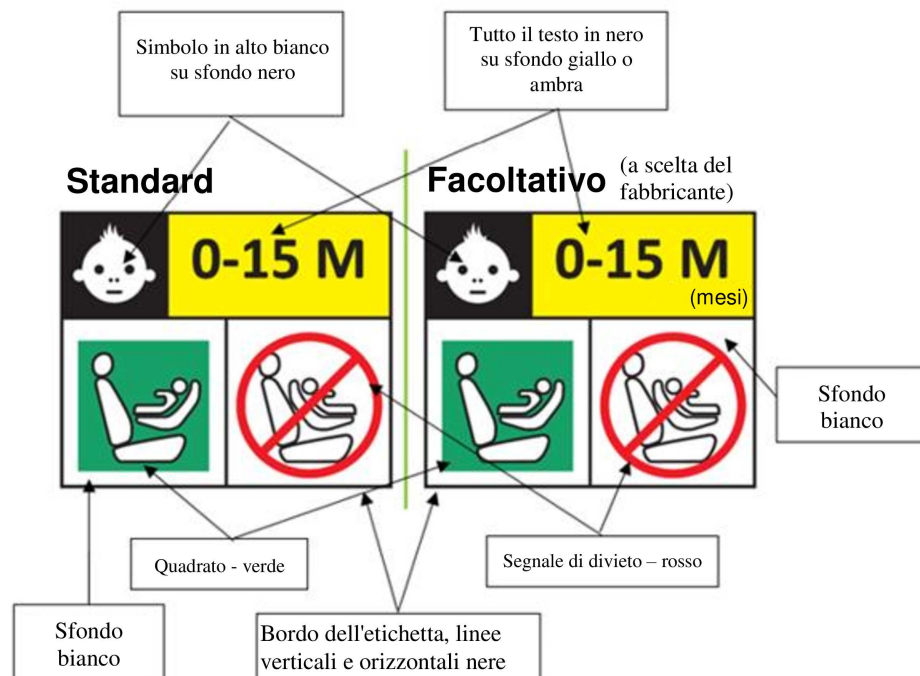 Simbolo in alto bianco
su sfondo nero
Tutto il testo in nero
su sfondo giallo o
ambra
Standard
Facoltativo
(a scelta del
fabbricante)
0-15 M
0-15 M
(mesi)
Sfondo
bianco
Quadrato - verde
Segnale di divieto – rosso
Sfondo
bianco
Bordo dell'etichetta, linee
verticali e orizzontali nere